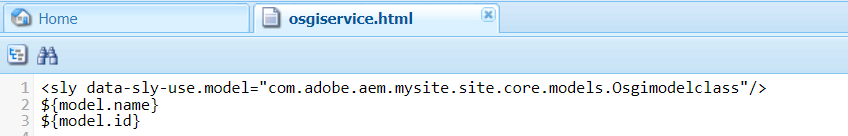 Home
osgiservice.html
1 <sly data-sly-use.model="com.adobe.aem.mysite.site.core.models.Osgimodelclass"/>
2 ${model.name}
3 ${model.id}
4